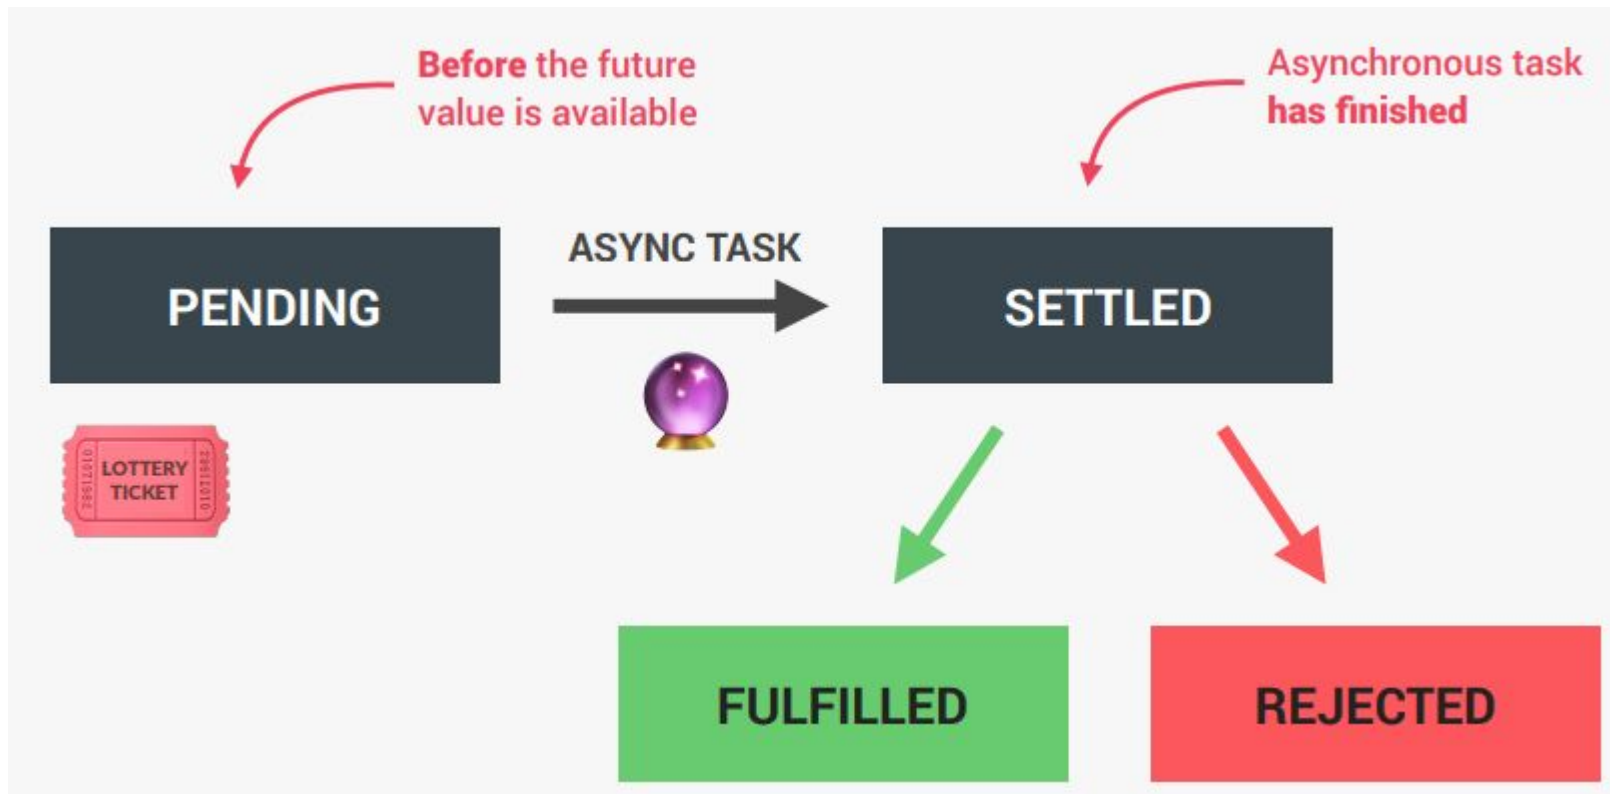 Before the future
value is available
Asynchronous task
has finished
PENDING
ASYNC TASK
SETTLED
LOTTERY
TICKET
FULFILLED
REJECTED